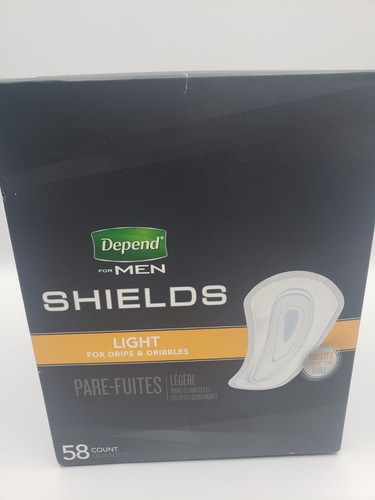 Depend®
FOR MEN
SHIELDS
LIGHT
FOR DRIPS & DRIBBLES
PARE-FUITES
LÉGÈRE
58 COUNT